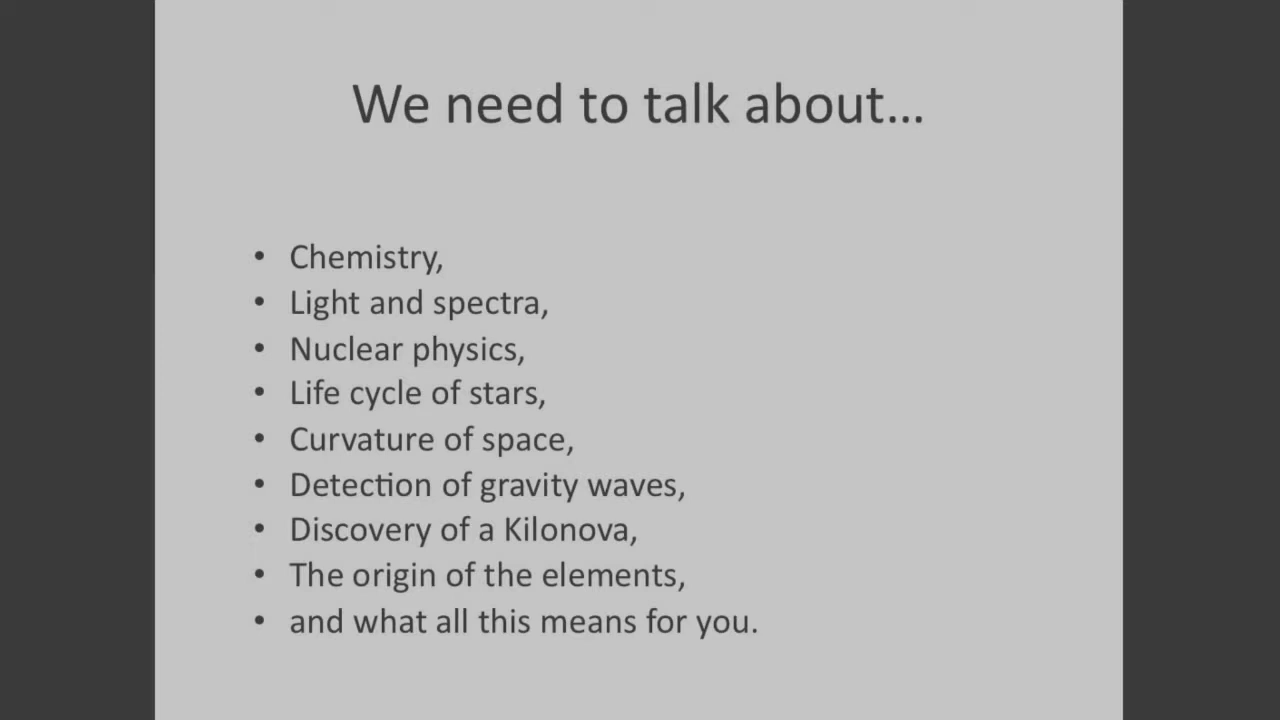 We need to talk about...
• Chemistry,
• Light and spectra,
• Nuclear physics,
• Life cycle of stars,
• Curvature of space,
• Detection of gravity waves,
• Discovery of a Kilonova,
• The origin of the elements,
• and what all this means for you.